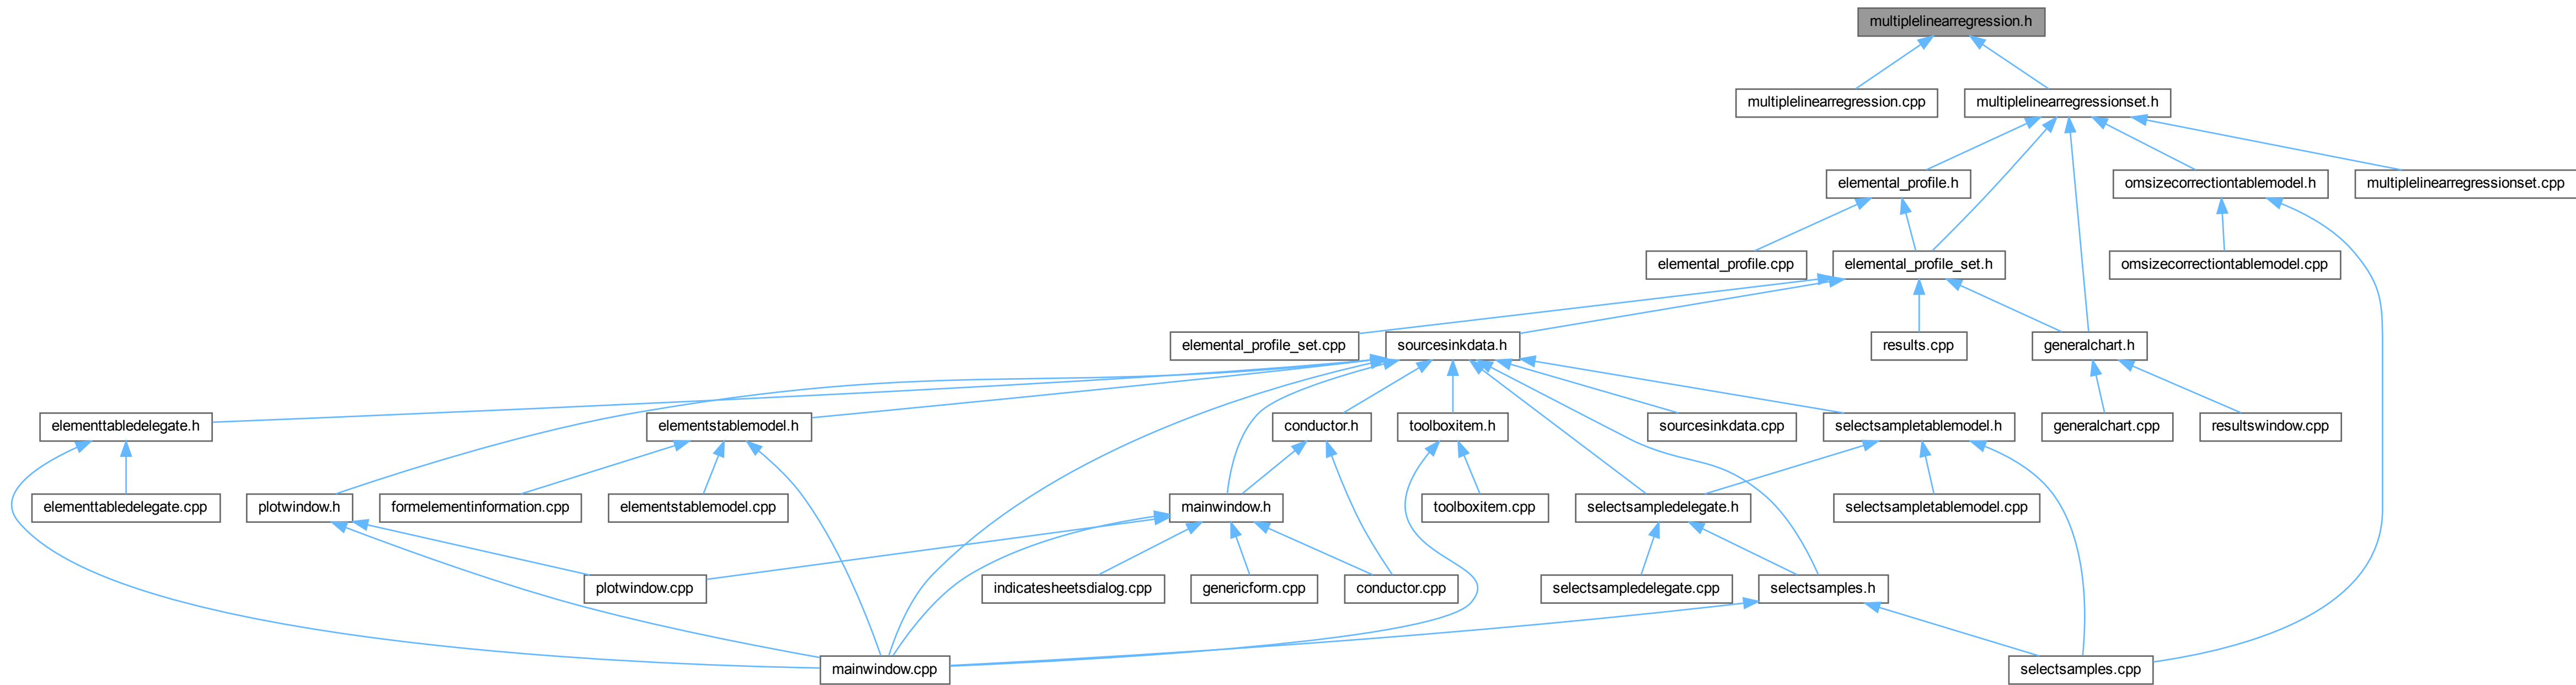 multiplelinearregression.h
multiplelinearregression.cpp
multiplelinearregressionset.h
elemental_profile.h
omsizecorrectiontablemodel.h
multiplelinearregressionset.cpp
elemental_profile.cpp
elemental_profile_set.h
omsizecorrectiontablemodel.cpp
elemental_profile_set.cpp
sourcesinkdata.h
results.cpp
generalchart.h
elementtabledelegate.h
elementstablemodel.h
conductor.h
toolboxitem.h
sourcesinkdata.cpp
selectsampletablemodel.h
generalchart.cpp
resultswindow.cpp
elementtabledelegate.cpp
plotwindow.h
formelementinformation.cpp
elementstablemodel.cpp
mainwindow.h
toolboxitem.cpp
selectsampledelegate.h
selectsampletablemodel.cpp
plotwindow.cpp
indicatesheetsdialog.cpp
genericform.cpp
conductor.cpp
selectsampledelegate.cpp
selectsamples.h
mainwindow.cpp
selectsamples.cpp